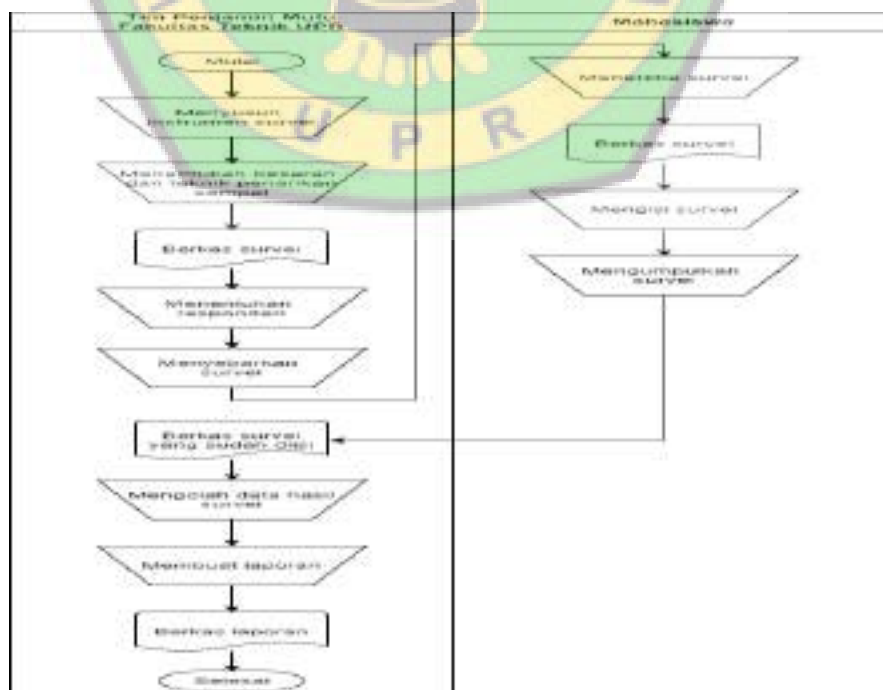 Tim Penjamin Mutu
Fakultas Teknik UPR
Mahasiswa
Mulai
Menyusun
instrumen survei
Menentukan besaran
dan teknik penarikan
sampel
Berkas survei
Menentukan
responden
Menyebarkan
survei
Menerima survei
Berkas survei
Mengisi survei
Mengumpulkan
survei
Berkas survei
yang sudah diisi
Mengolah data hasil
survei
Membuat laporan
Berkas laporan
Selesai
U P R